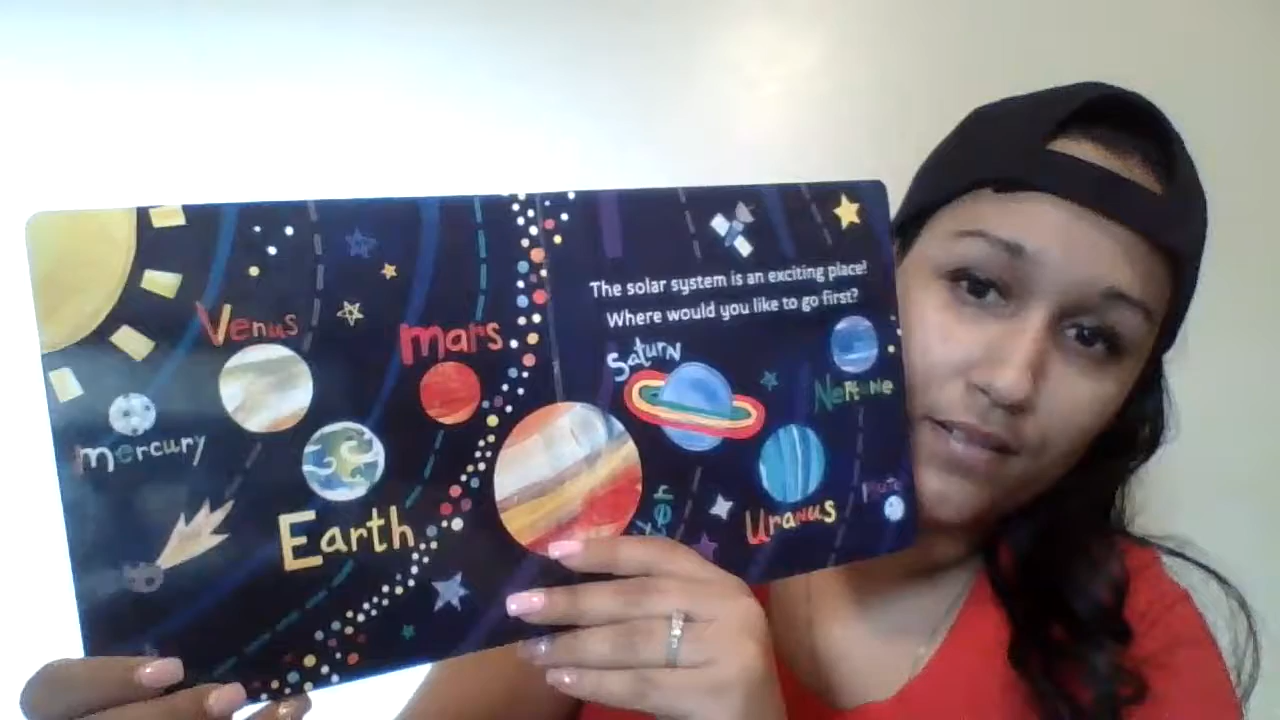 The solar system is an exciting place!
Where would you like to go first?
Venus
mars
Saturn
Neptune
mercury
Earth
Uranus
Pluto